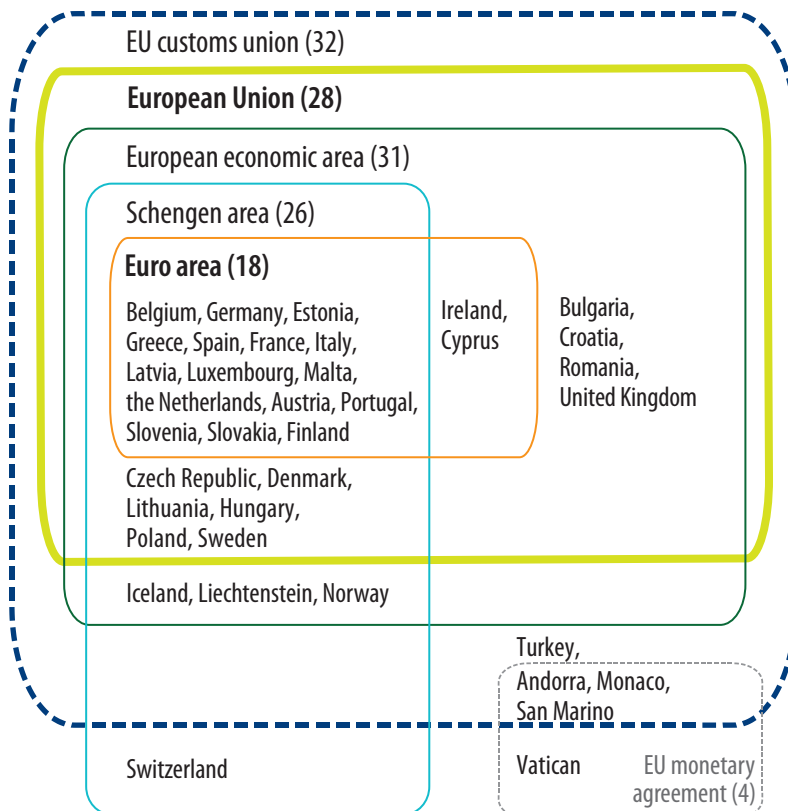 EU customs union (32)
European Union (28)
European economic area (31)
Schengen area (26)
Euro area (18)
Belgium, Germany, Estonia,
Greece, Spain, France, Italy,
Latvia, Luxembourg, Malta,
the Netherlands, Austria, Portugal,
Slovenia, Slovakia, Finland
Ireland,
Cyprus
Bulgaria,
Croatia,
Romania,
United Kingdom
Czech Republic, Denmark,
Lithuania, Hungary,
Poland, Sweden
Iceland, Liechtenstein, Norway
Turkey,
Andorra, Monaco,
San Marino
Switzerland
Vatican
EU monetary
agreement (4)